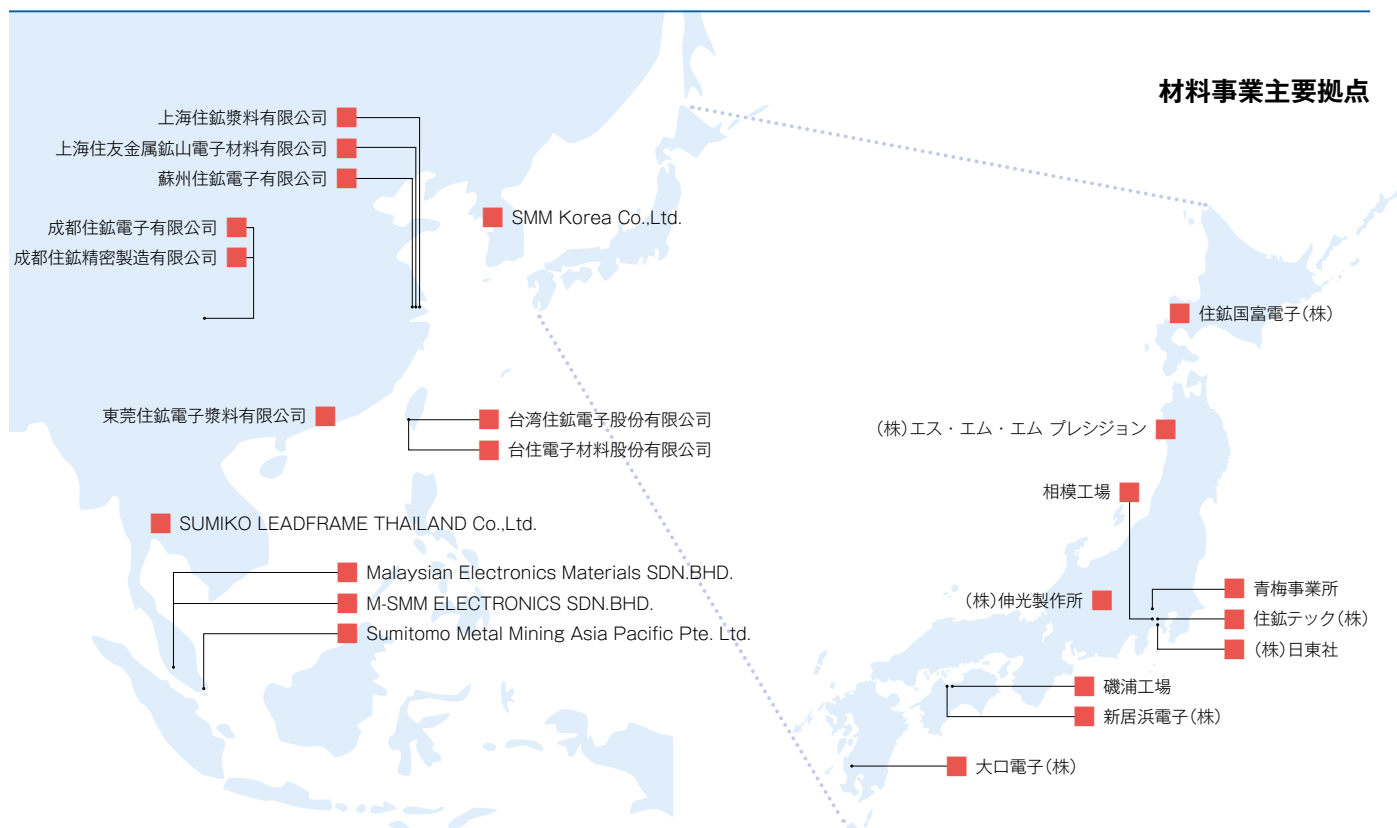 材料事業主要拠点
上海住鉱漿料有限公司
上海住友金属鉱山電子材料有限公司
蘇州住鉱電子有限公司
成都住鉱電子有限公司
成都住鉱精密製造有限公司
SMM Korea Co.,Ltd.
東莞住鉱電子漿料有限公司
台湾住鉱電子股份有限公司
台住電子材料股份有限公司
SUMIKO LEADFRAME THAILAND Co.,Ltd.
Malaysian Electronics Materials SDN.BHD.
M-SMM ELECTRONICS SDN.BHD.
Sumitomo Metal Mining Asia Pacific Pte. Ltd.
住鉱国富電子(株)
(株)エス・エム・エム プレシジョン
相模工場
(株)伸光製作所
青梅事業所
住鉱テック(株)
(株)日東社
磯浦工場
新居浜電子(株)
大口電子(株)